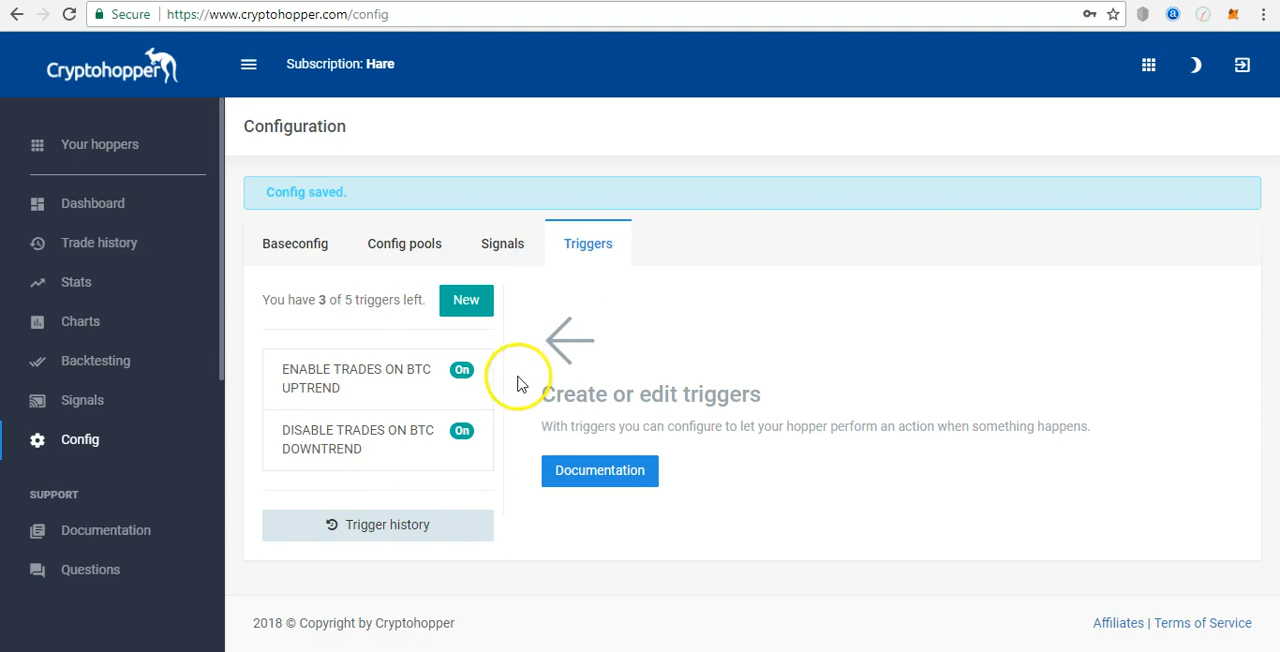 Secure https://www.cryptohopper.com/config
Cryptohopper
Subscription: Hare
Your hoppers
Dashboard
Trade history
Stats
Charts
Backtesting
Signals
Config
SUPPORT
Documentation
Questions
Configuration
Config saved.
Baseconfig Config pools Signals Triggers
You have 3 of 5 triggers left. New
ENABLE TRADES ON BTC On
UPTREND
DISABLE TRADES ON BTC On
DOWNTREND
Trigger history
Create or edit triggers
With triggers you can configure to let your hopper perform an action when something happens.
Documentation
2018 © Copyright by Cryptohopper
Affiliates | Terms of Service